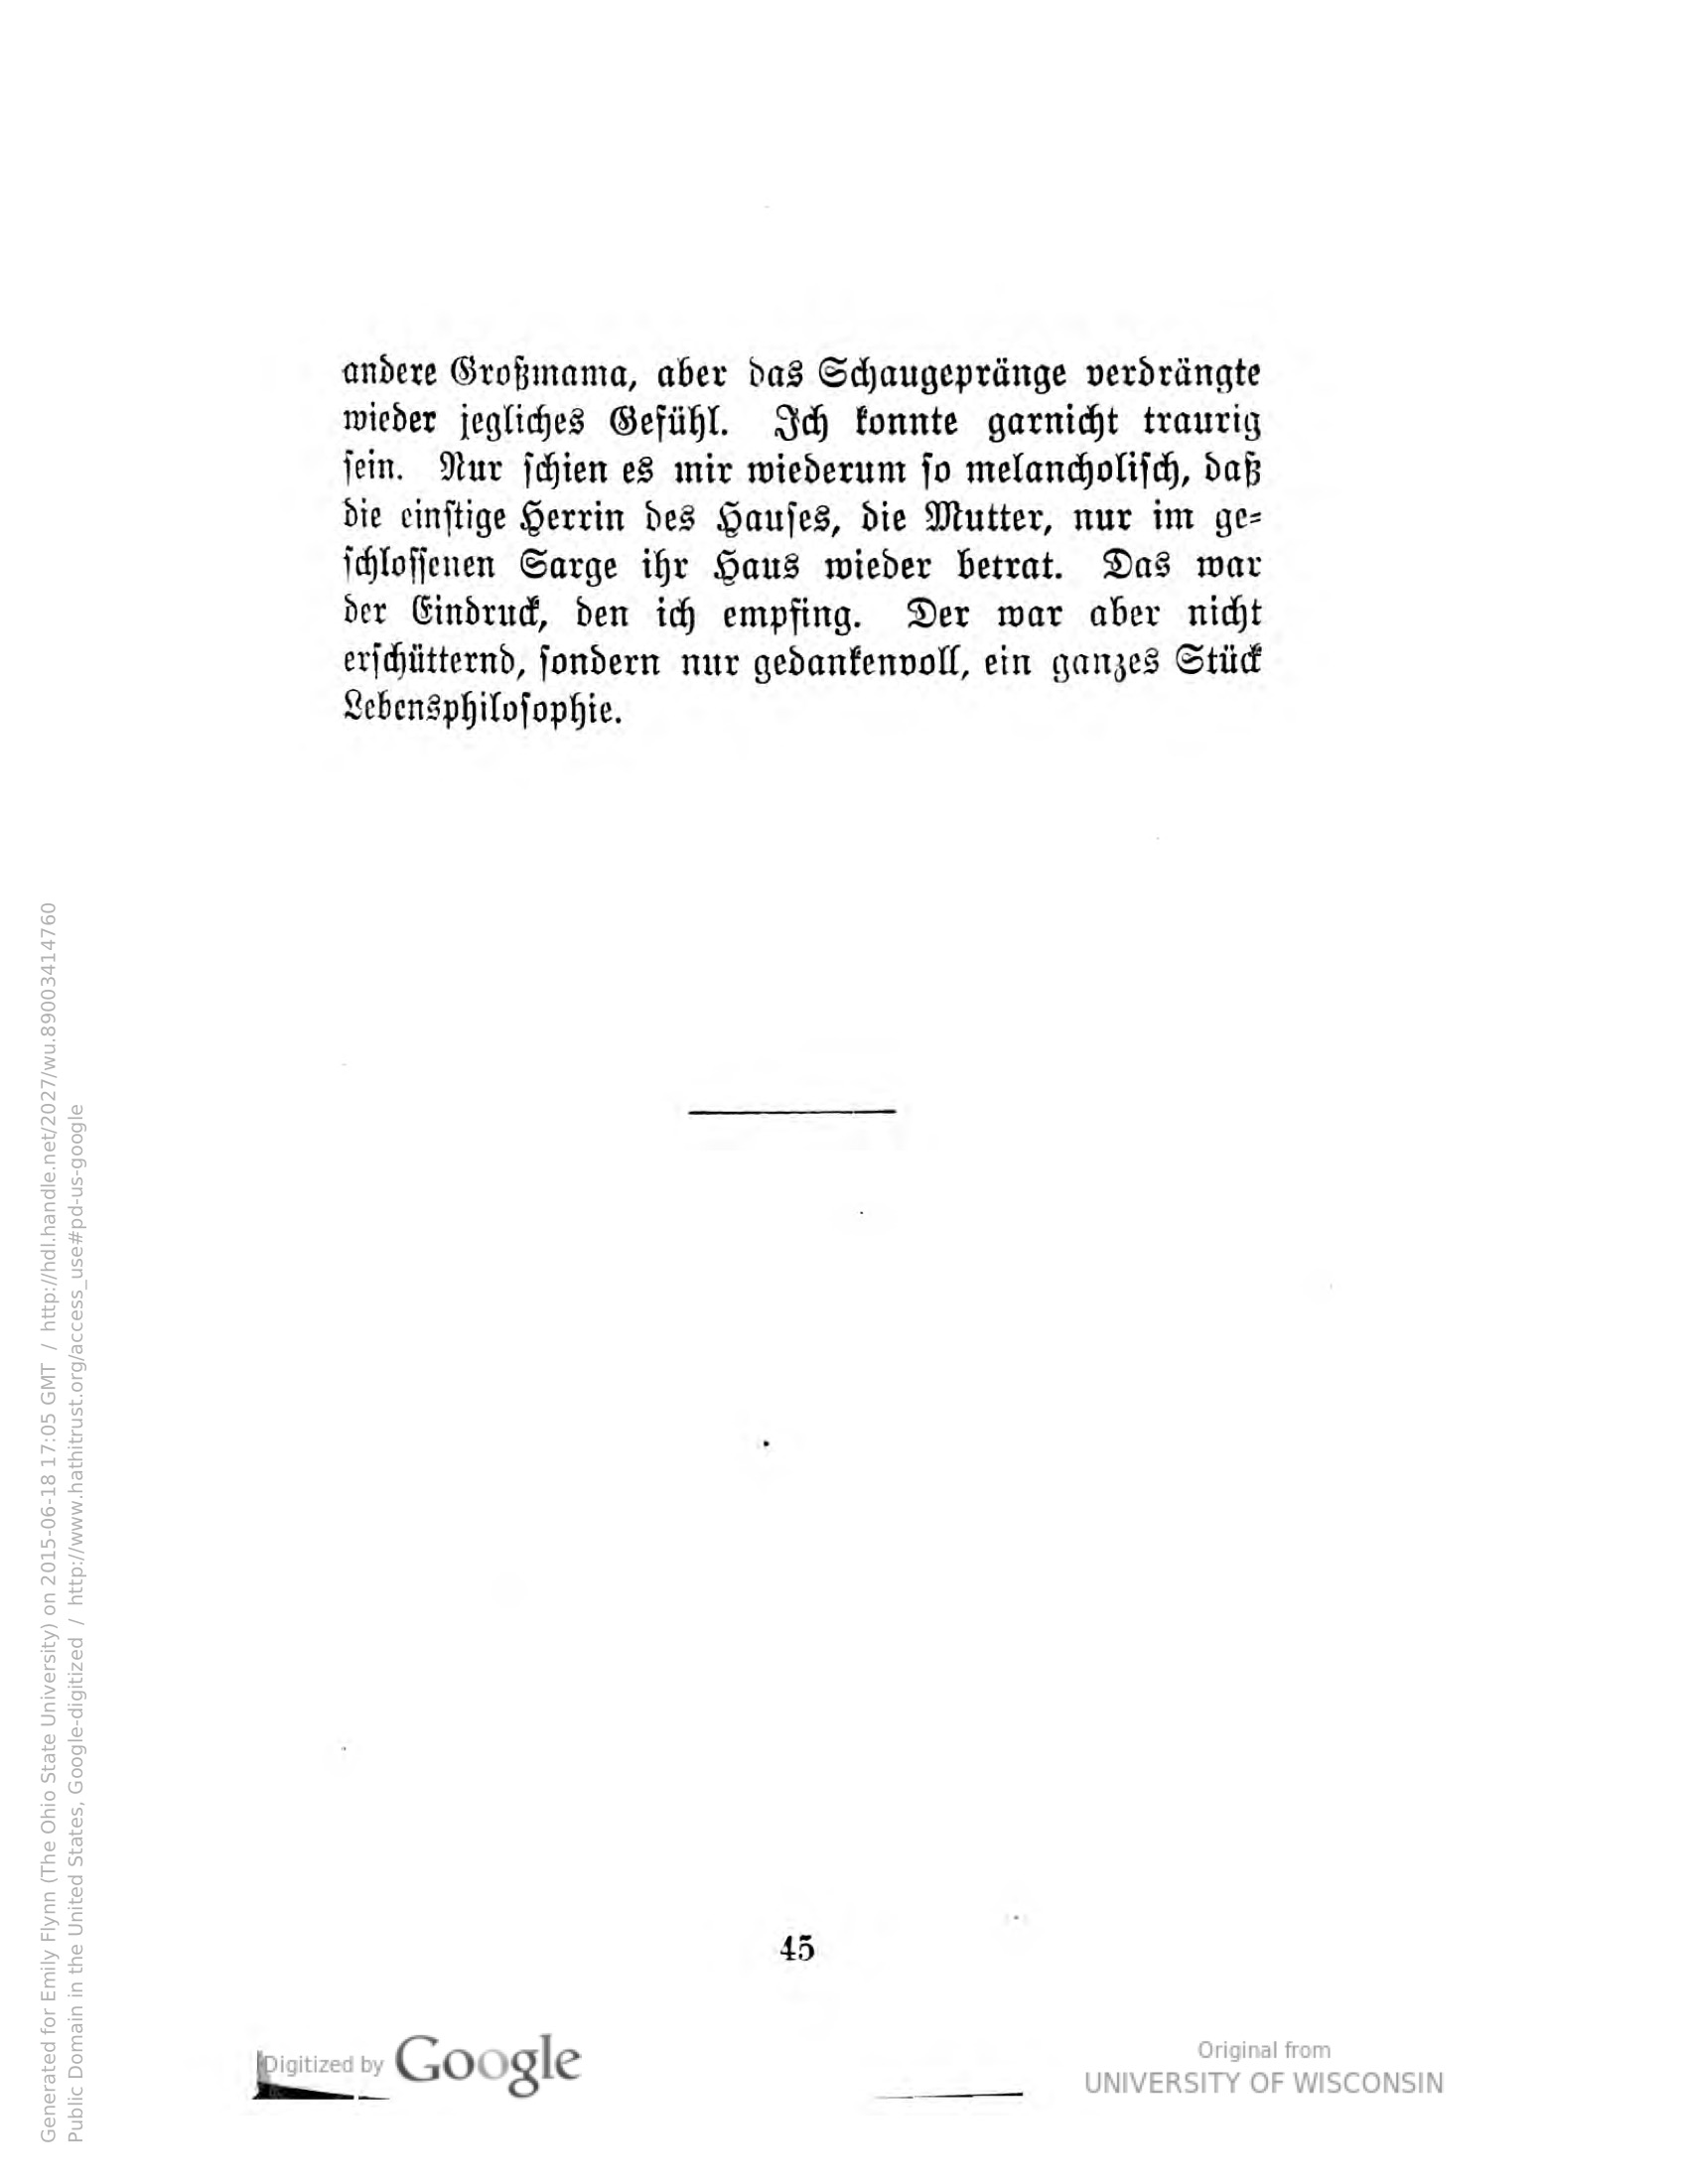 andere Großmama, aber das Schaugepränge verdrängte
wieder jegliches Gefühl. Ich konnte garnicht traurig
ſein. Nur ſchien es mir wiederum ſo melancholiſch, daß
die einſtige Herrin des Hauſes, die Mutter, nur im ge⸗
ſchloſſenen Sarge ihr Haus wieder betrat. Das war
der Eindruck, den ich empfing. Der war aber nicht
erſchütternd, ſondern nur gedankenvoll, ein ganzes Stück
Lebensphiloſophie.
45
Digitized by Google
Original from
UNIVERSITY OF WISCONSIN
Generated for Emily Flynn (The Ohio State University) on 2015-06-18 17:05 GMT / http://hdl.handle.net/2027/wu.89003414760
Public Domain in the United States, Google-digitized / http://www.hathitrust.org/access_use#pd-us-google